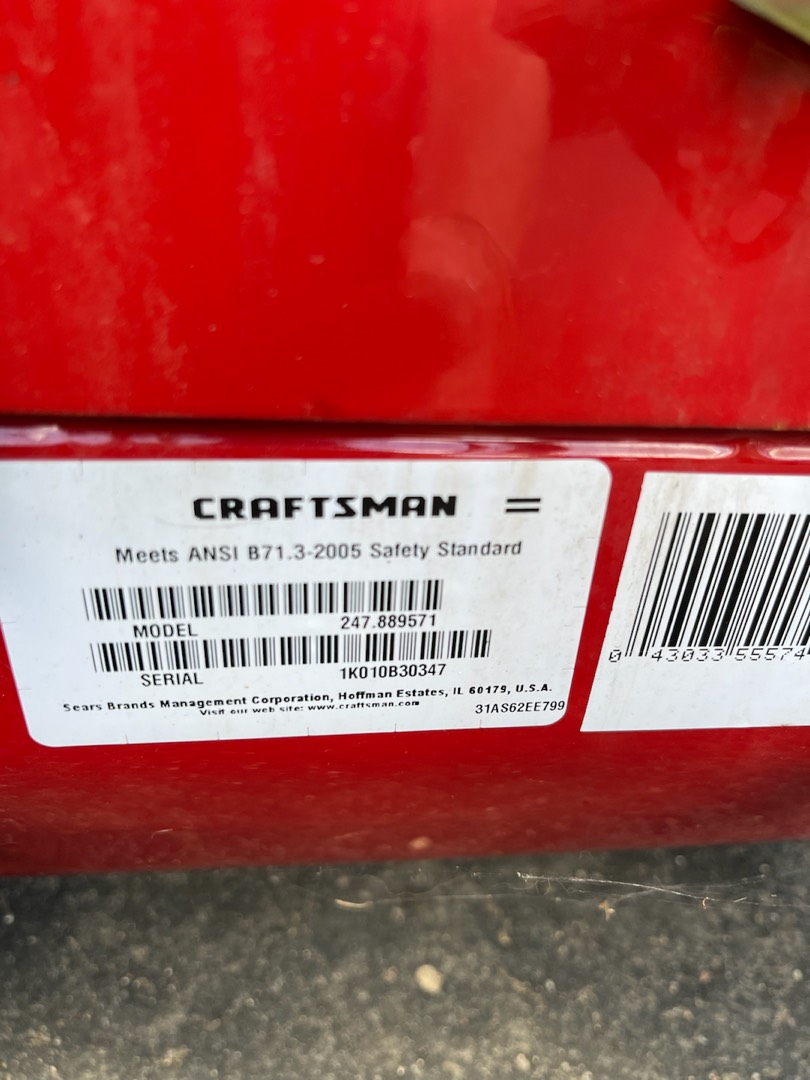 CRAFTSMAN =
Meets ANSI B71.3-2005 Safety Standard
MODEL 247.889571
SERIAL 1K010B30347
Sears Brands Management Corporation, Hoffman Estates, IL 60179, U.S.A.
Visit our web site: www.craftsman.com
31AS62EE799
0 43033 55574